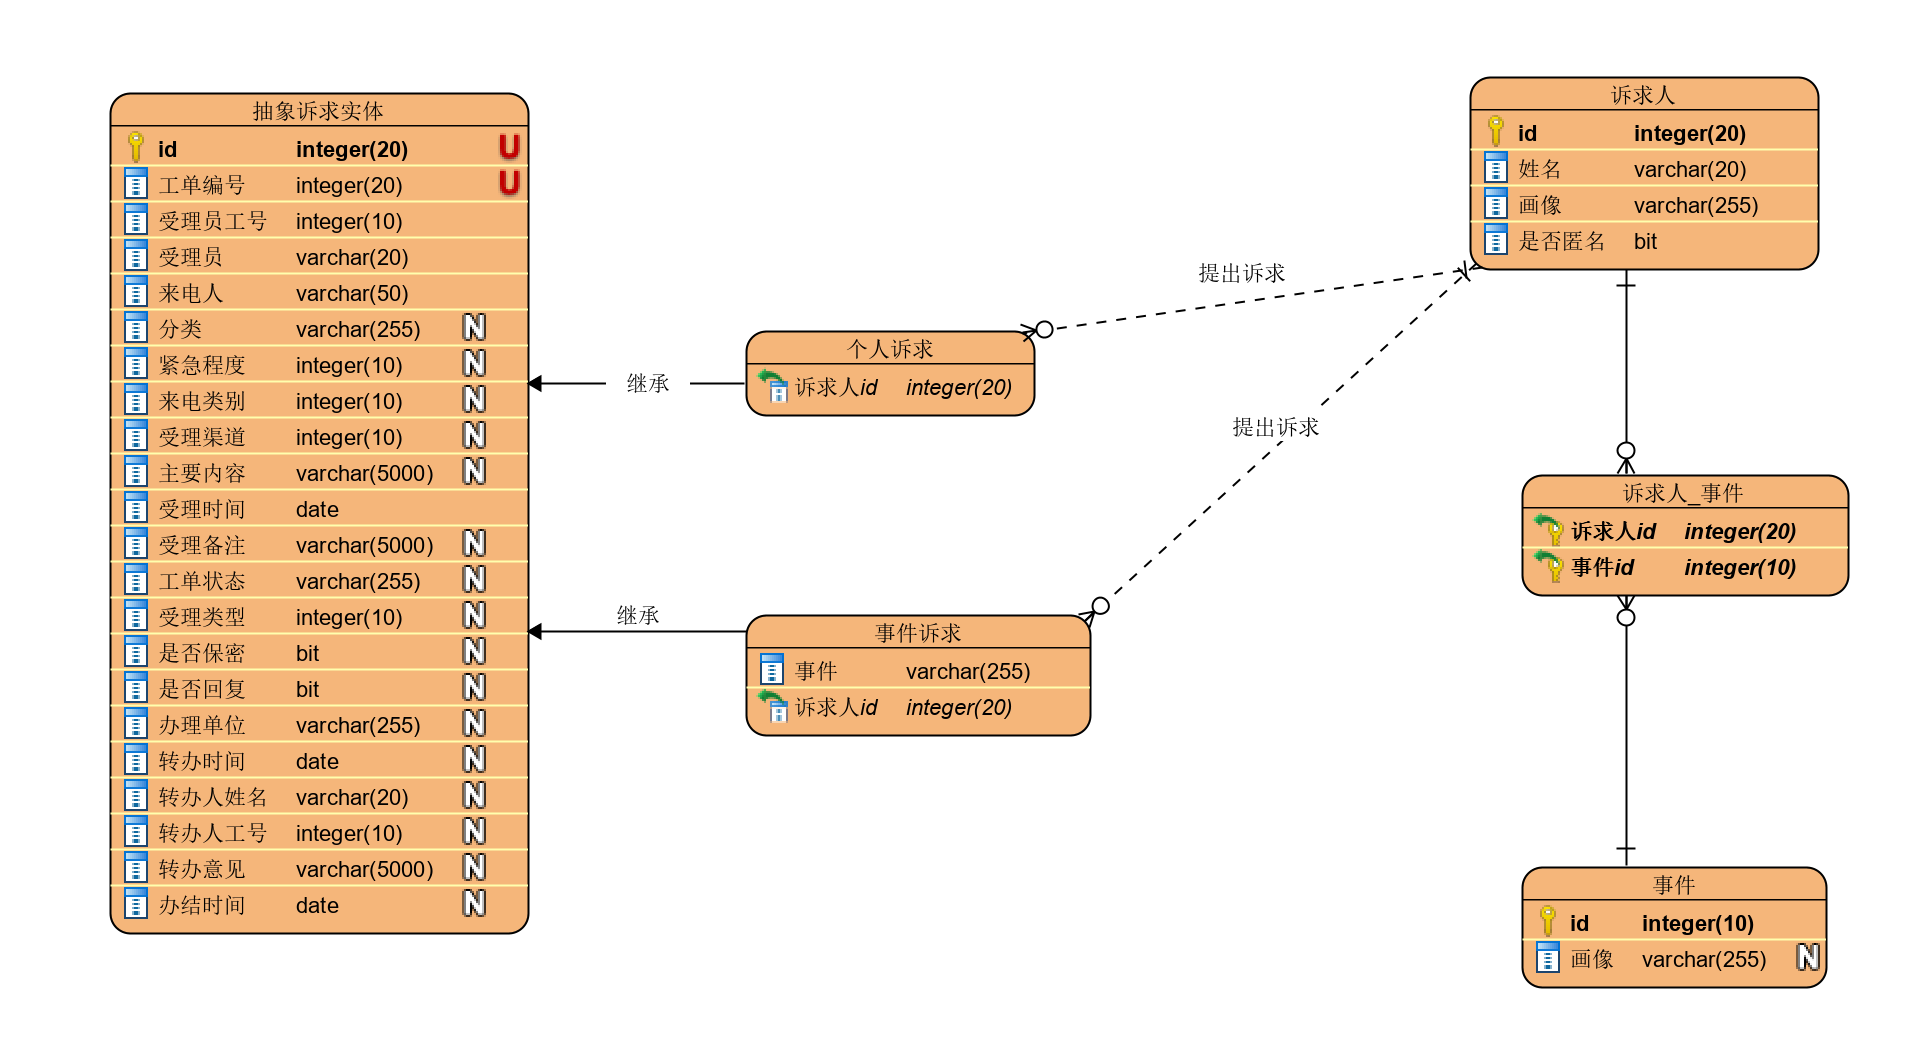 抽象诉求实体
id integer(20) U
工单编号 integer(20) U
受理员工号 integer(10)
受理员 varchar(20)
来电人 varchar(50)
分类 varchar(255) N
紧急程度 integer(10) N
来电类别 integer(10) N
受理渠道 integer(10) N
主要内容 varchar(5000) N
受理时间 date
受理备注 varchar(5000) N
工单状态 varchar(255) N
受理类型 integer(10) N
是否保密 bit N
是否回复 bit N
办理单位 varchar(255) N
转办时间 date N
转办人姓名 varchar(20) N
转办人工号 integer(10) N
转办意见 varchar(5000) N
办结时间 date N
继承
继承
个人诉求
诉求人id integer(20)
事件诉求
事件 varchar(255)
诉求人id integer(20)
提出诉求
提出诉求
诉求人
id integer(20)
姓名 varchar(20)
画像 varchar(255)
是否匿名 bit
诉求人_事件
诉求人id integer(20)
事件id integer(10)
事件
id integer(10)
画像 varchar(255) N